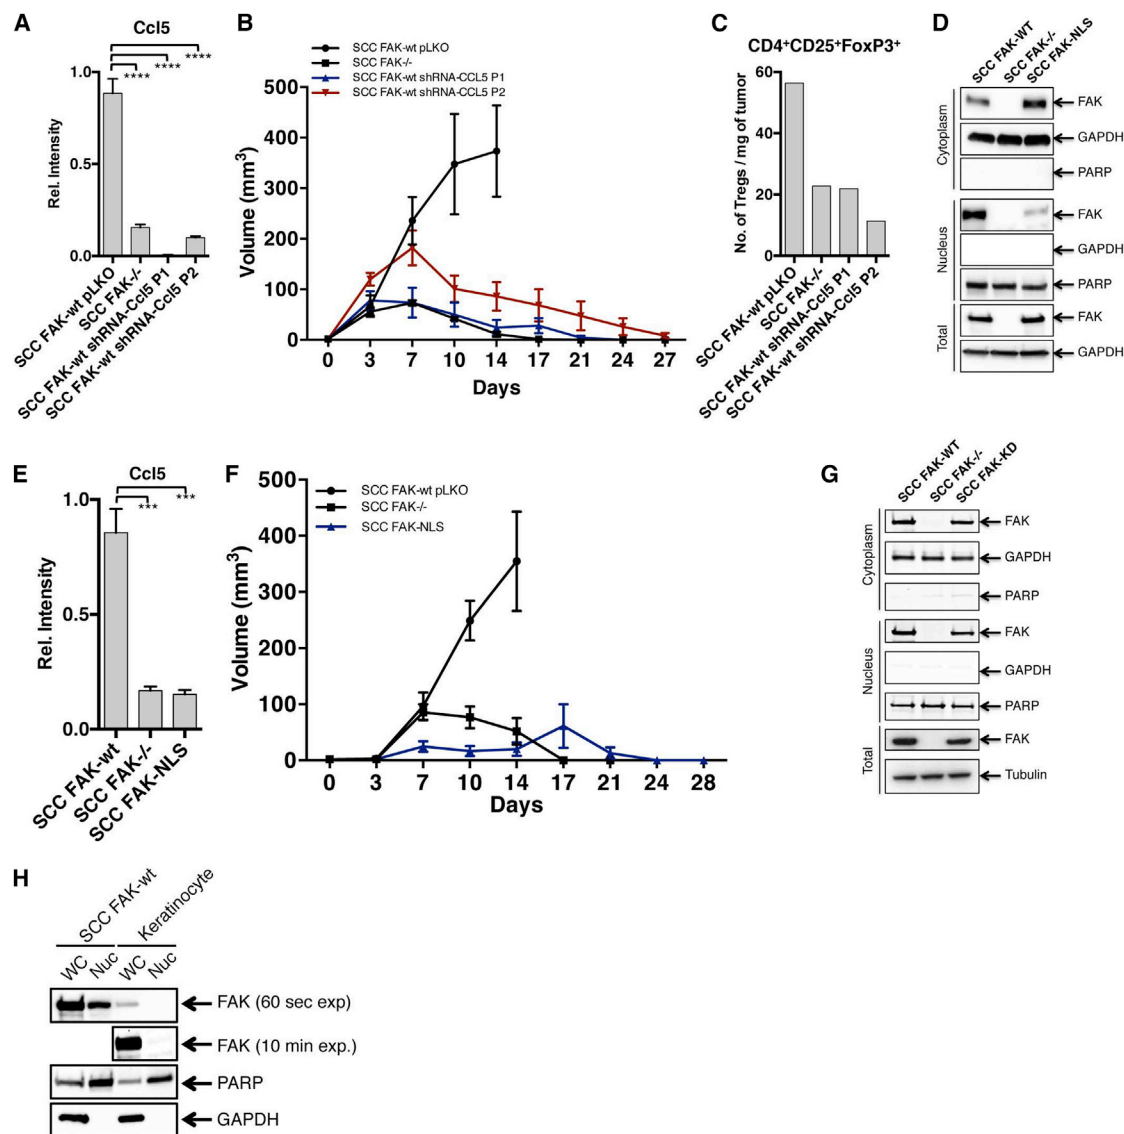 A
Ccl5
****
****
****
Rel. Intensity
1.0
0.5
0.0
SCC FAK-wt pLKO
SCC FAK-/-
SCC FAK-wt shRNA-Ccl5 P1
SCC FAK-wt shRNA-Ccl5 P2
B
SCC FAK-wt pLKO
SCC FAK-/-
SCC FAK-wt shRNA-CCL5 P1
SCC FAK-wt shRNA-CCL5 P2
Volume (mm3)
500
400
300
200
100
0
0 3 7 10 14 17 21 24 27
Days
C
CD4+CD25+FoxP3+
No. of Tregs / mg of tumor
60
40
20
0
SCC FAK-wt pLKO
SCC FAK-/-
SCC FAK-wt shRNA-Ccl5 P1
SCC FAK-wt shRNA-Ccl5 P2
D
SCC FAK-WT
SCC FAK-/-
SCC FAK-NLS
Cytoplasm
FAK
GAPDH
PARP
Nucleus
FAK
GAPDH
PARP
Total
FAK
GAPDH
E
Ccl5
***
***
Rel. Intensity
1.0
0.5
0.0
SCC FAK-wt
SCC FAK-/-
SCC FAK-NLS
F
SCC FAK-wt pLKO
SCC FAK-/-
SCC FAK-NLS
Volume (mm3)
500
400
300
200
100
0
0 3 7 10 14 17 21 24 28
Days
G
SCC FAK-WT
SCC FAK-/-
SCC FAK-KD
Cytoplasm
FAK
GAPDH
PARP
Nucleus
FAK
GAPDH
PARP
Total
FAK
Tubulin
H
SCC FAK-wt
Keratinocyte
WC Nuc WC Nuc
FAK (60 sec exp)
FAK (10 min exp.)
PARP
GAPDH